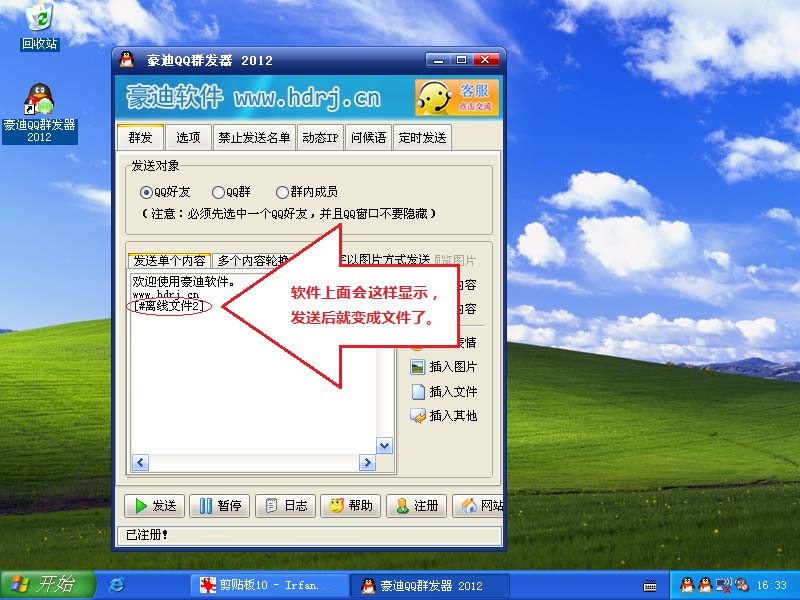 回收站
豪迪QQ群发器
2012
豪迪QQ群发器 2012
豪迪软件 www.hdrj.cn
客服
点击交流
群发 选项 禁止发送名单 动态IP 问候语 定时发送
发送对象
QQ好友 QQ群 群内成员
(注意：必须先选中一个QQ好友，并且QQ窗口不要隐藏)
发送单个内容 多个内容轮换 字以图片方式发送 预览图片
欢迎使用豪迪软件。
www.hdrj.cn
[#离线文件2]
软件上面会这样显示，
发送后就变成文件了。
内容
内容
表情
插入图片
插入文件
插入其他
发送 暂停 日志 帮助 注册 网站
已注册！
开始 剪贴板10 - Irfan... 豪迪QQ群发器 2012 16:33